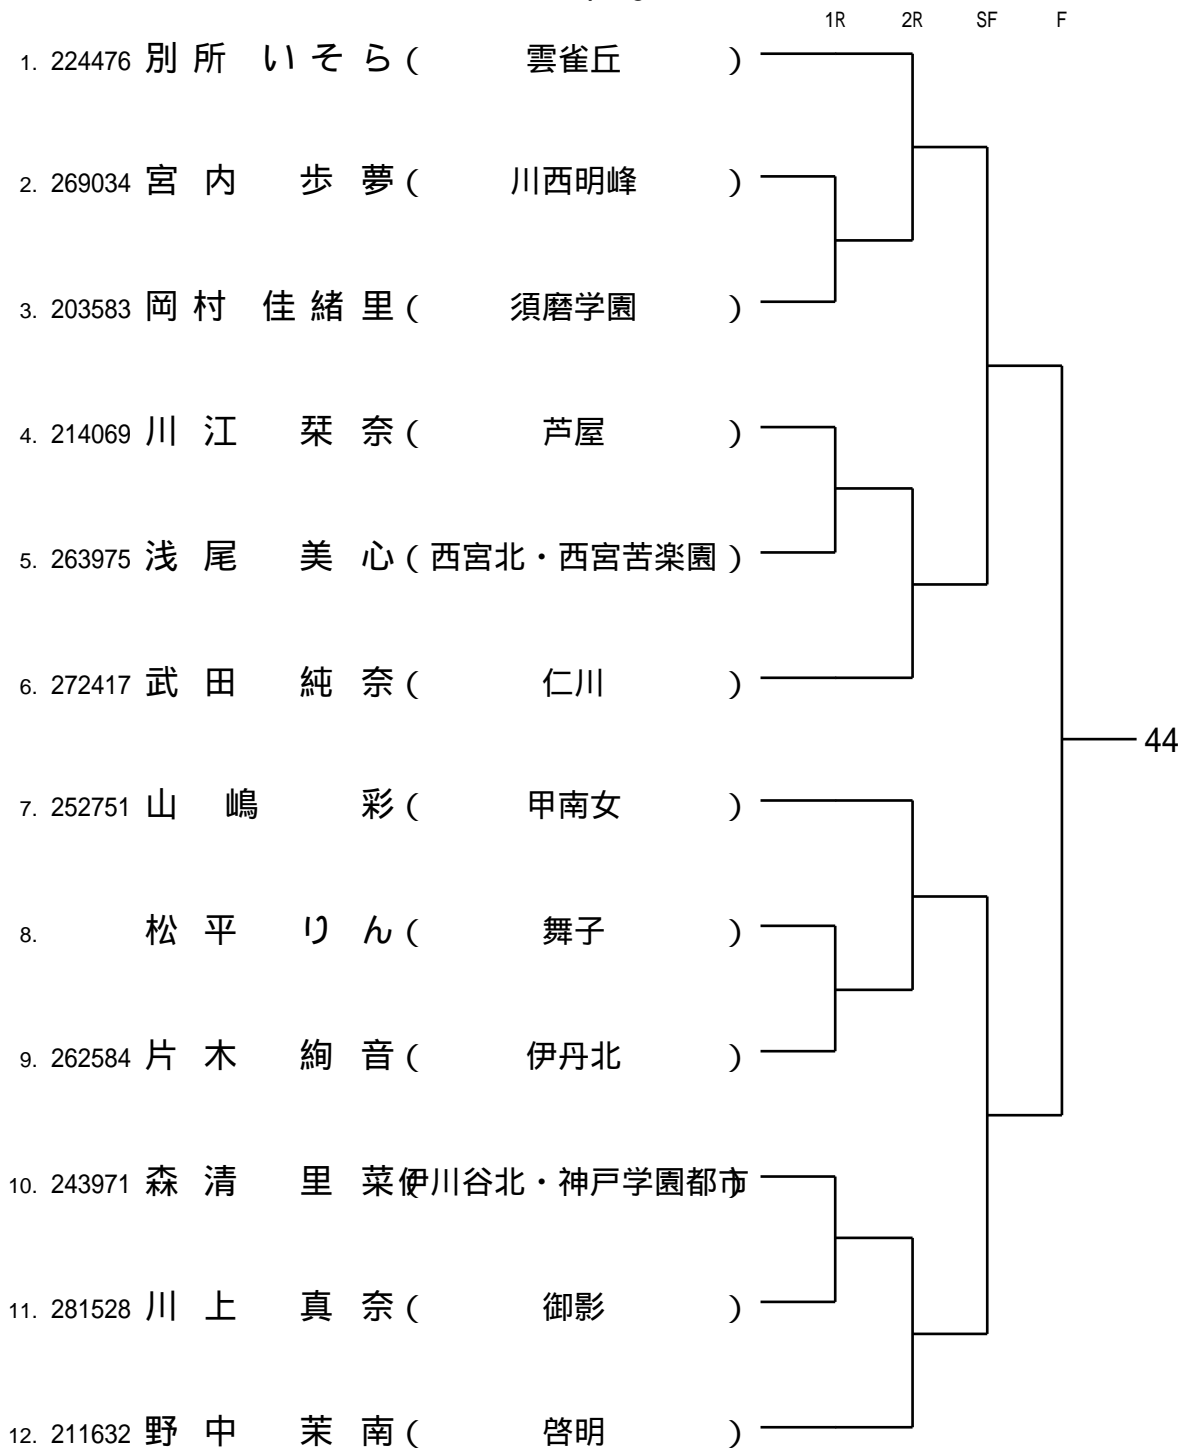 1R 2R SF F
1. 224476 別所 いそら ( 雲雀丘 )
2. 269034 宮内 歩夢 ( 川西明峰 )
3. 203583 岡村 佳緒里 ( 須磨学園 )
4. 214069 川江 栞奈 ( 芦屋 )
5. 263975 浅尾 美心 ( 西宮北・西宮苦楽園 )
6. 272417 武田 純奈 ( 仁川 )
44
7. 252751 山嶋 彩 ( 甲南女 )
8. 松平 りん ( 舞子 )
9. 262584 片木 絢音 ( 伊丹北 )
10. 243971 森清 里菜 ( 伊川谷北・神戸学園都市 )
11. 281528 川上 真奈 ( 御影 )
12. 211632 野中 茉南 ( 啓明 )